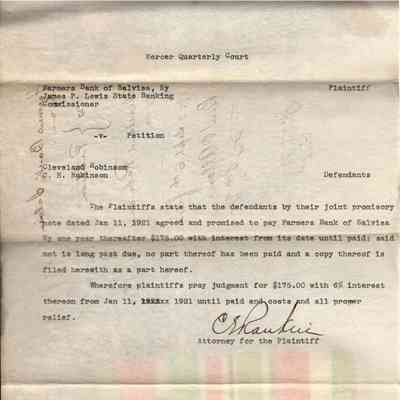 Mercer Quarterly Court
Farmers Bank of Salvisa, By
James P. Lewis State Banking
Commissioner
Plaintiff
-v- Petition
Cleveland Robinson
H. Robinson
Defendants
The Plaintiffs state that the defendants by their joint promisory
note dated Jan 11, 1921 agreed and promised to pay Farmers Bank of Salvisa
By one year thereafter $175.00 with interest from its date until paid; said
not is long past due, no part thereof has been paid and a copy thereof is
filed herewith as a part hereof.
Wherefore plaintiffs pray judgment for $175.00 with 6% interest
thereon from Jan 11, 1921 until paid and costs and all proper
relief.
C E Rankin
Attorney for the Plaintiff